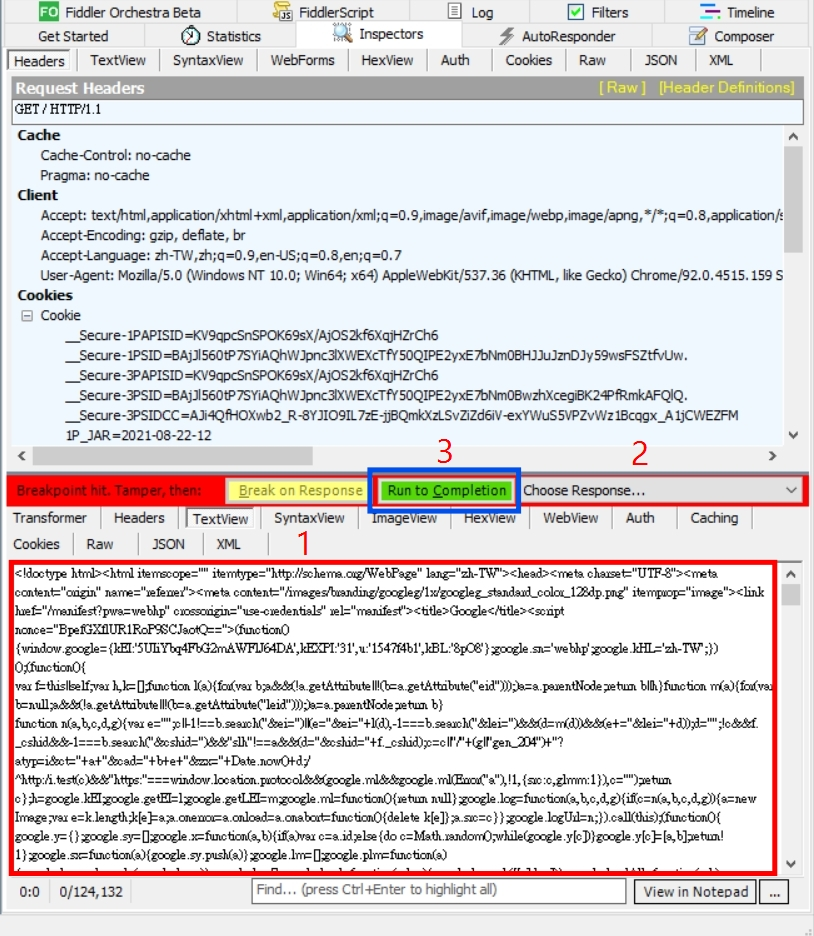 Fiddler Orchestra Beta FiddlerScript Log Filters Timeline
Get Started Statistics Inspectors AutoResponder Composer
Headers TextView SyntaxView WebForms HexView Auth Cookies Raw JSON XML
Request Headers [ Raw ] [Header Definitions]
GET / HTTP/1.1
Cache
Cache-Control: no-cache
Pragma: no-cache
Client
Accept: text/html,application/xhtml+xml,application/xml;q=0.9,image/avif,image/webp,image/apng,*/*;q=0.8,application/s
Accept-Encoding: gzip, deflate, br
Accept-Language: zh-TW,zh;q=0.9,en-US;q=0.8,en;q=0.7
User-Agent: Mozilla/5.0 (Windows NT 10.0; Win64; x64) AppleWebKit/537.36 (KHTML, like Gecko) Chrome/92.0.4515.159 S
Cookies
Cookie
__Secure-1PAPISID=KV9qpcSnSPOK69sX/AjOS2kf6XqjHZrCh6
__Secure-1PSID=BAjJl560tP7SYiAQhWJpnc3lXWEXcTfY50QIPE2yxE7bNm0BHJJuJznDJy59wsFSZtfvUw.
__Secure-3PAPISID=KV9qpcSnSPOK69sX/AjOS2kf6XqjHZrCh6
__Secure-3PSID=BAjJl560tP7SYiAQhWJpnc3lXWEXcTfY50QIPE2yxE7bNm0BwzhXcegiBK24PfRmkAFQlQ.
__Secure-3PSIDCC=AJi4QfHOXwb2_R-8YJIO9IL7zE-jjBQmkXzLSvZiZd6iV-exYWuS5VPZvWz1Bcqgx_A1jCWEZFM
1P_JAR=2021-08-22-12
3 2
Breakpoint hit. Tamper, then: Break on Response Run to Completion Choose Response...
Transformer Headers TextView SyntaxView ImageView HexView WebView Auth Caching
Cookies Raw JSON XML
1
<!doctype html><html itemscope="" itemtype="http://schema.org/WebPage" lang="zh-TW"><head><meta charset="UTF-8"><meta
content="origin" name="referrer"><meta content="/images/branding/googleg/1x/googleg_standard_color_128dp.png" itemprop="image"><link
href="/manifest?pwa=webhp" crossorigin="use-credentials" rel="manifest"><title>Google</title><script
nonce="BpefGXflUR1RoP9SCJaotQ==">(function()
{window.google={kEI:'5UIiYbq4FbG2mAWFlJ64DA',kEXPI:'31',u:'1547f4b1',kBL:'8pO8'};google.sn='webhp';google.kHL='zh-TW';})
();(function(){
var f=this||self;var h,k=[];function l(a){for(var b;a&&(!a.getAttribute||!(b=a.getAttribute("eid")));)a=a.parentNode;return b||h}function m(a){for(var
b=null;a&&(!a.getAttribute||!(b=a.getAttribute("leid")));)a=a.parentNode;return b}
function n(a,b,c,d,g){var e="";c||-1!==b.search("&ei=")||(e="&ei="+l(d),-1===b.search("&lei=")&&(d=m(d))&&(e+="&lei="+d));d="";!c&&f.
_cshid&&-1===b.search("&cshid=")&&"slh"!==a&&(d="&cshid="+f._cshid);c=c||"/"+(g||"gen_204")+"?
atyp=i&ct="+a+"&cad="+b+e+"&zx="+Date.now()+d;/
^http:/i.test(c)&&"https:"===window.location.protocol&&(google.ml&&google.ml(Error("a"),!1,{src:c,glmm:1}),c="");return
c};h=google.kEI;google.getEI=l;google.getLEI=m;google.ml=function(){return null};google.log=function(a,b,c,d,g){if(c=n(a,b,c,d,g)){a=new
Image;var e=k.length;k[e]=a;a.onerror=a.onload=a.onabort=function(){delete k[e]};a.src=c}};google.logUrl=n;}).call(this);(function(){
google.y={};google.sy=[];google.x=function(a,b){if(a)var c=a.id;else{do c=Math.random();while(google.y[c])}google.y[c]=[a,b];return!
1};google.sx=function(a){google.sy.push(a)};google.lm=[];google.plm=function(a)
0:0 0/124,132 Find... (press Ctrl+Enter to highlight all) View in Notepad ...